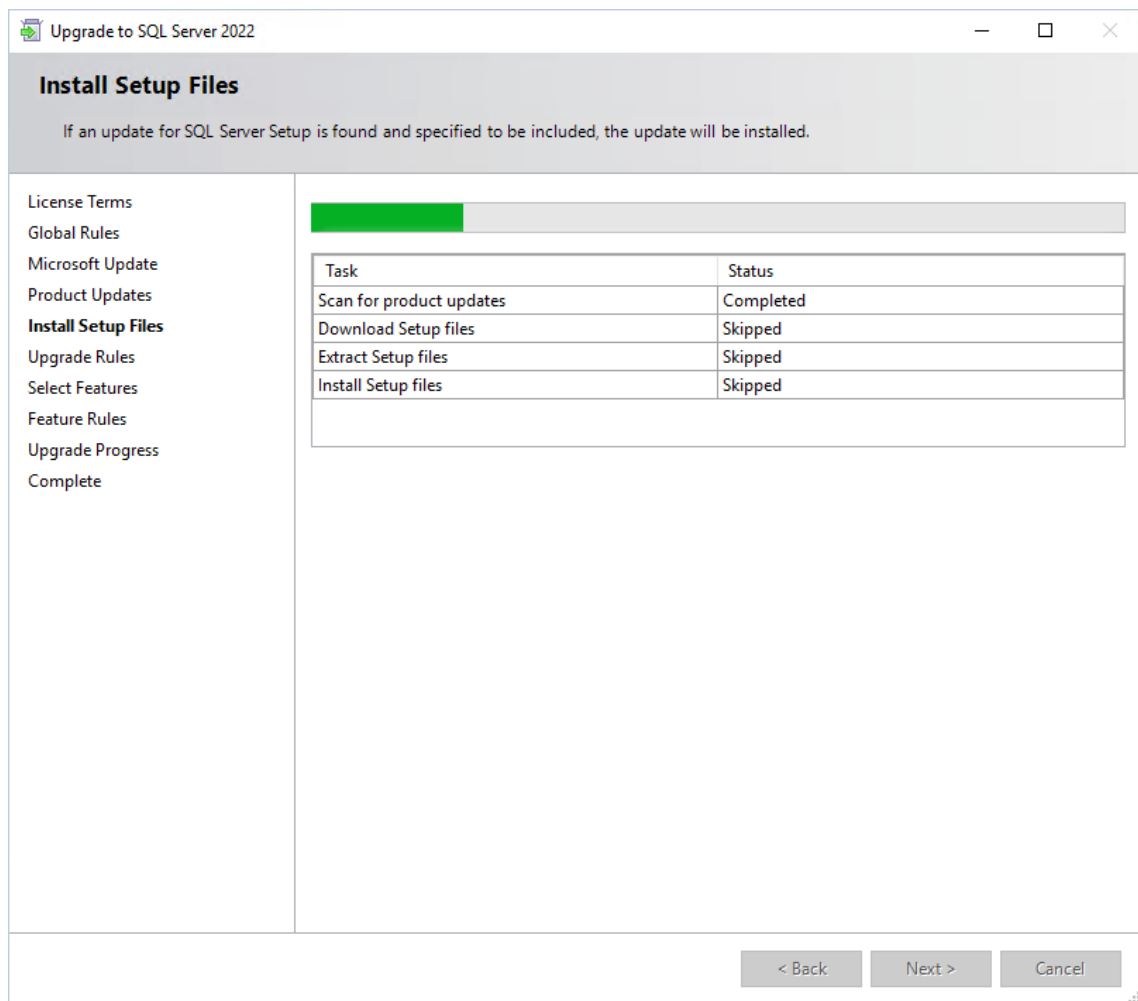 Upgrade to SQL Server 2022
Install Setup Files
If an update for SQL Server Setup is found and specified to be included, the update will be installed.
License Terms
Global Rules
Microsoft Update
Product Updates
Install Setup Files
Upgrade Rules
Select Features
Feature Rules
Upgrade Progress
Complete
Task Status
Scan for product updates Completed
Download Setup files Skipped
Extract Setup files Skipped
Install Setup files Skipped
< Back Next > Cancel